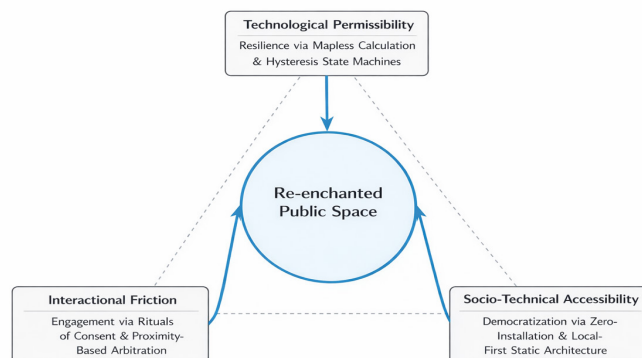 Technological Permissibility
Resilience via Mapless Calculation
& Hysteresis State Machines
Re-enchanted
Public Space
Interactional Friction
Engagement via Rituals
of Consent & Proximity-
Based Arbitration
Socio-Technical Accessibility
Democratization via Zero-
Installation & Local-
First Static Architecture